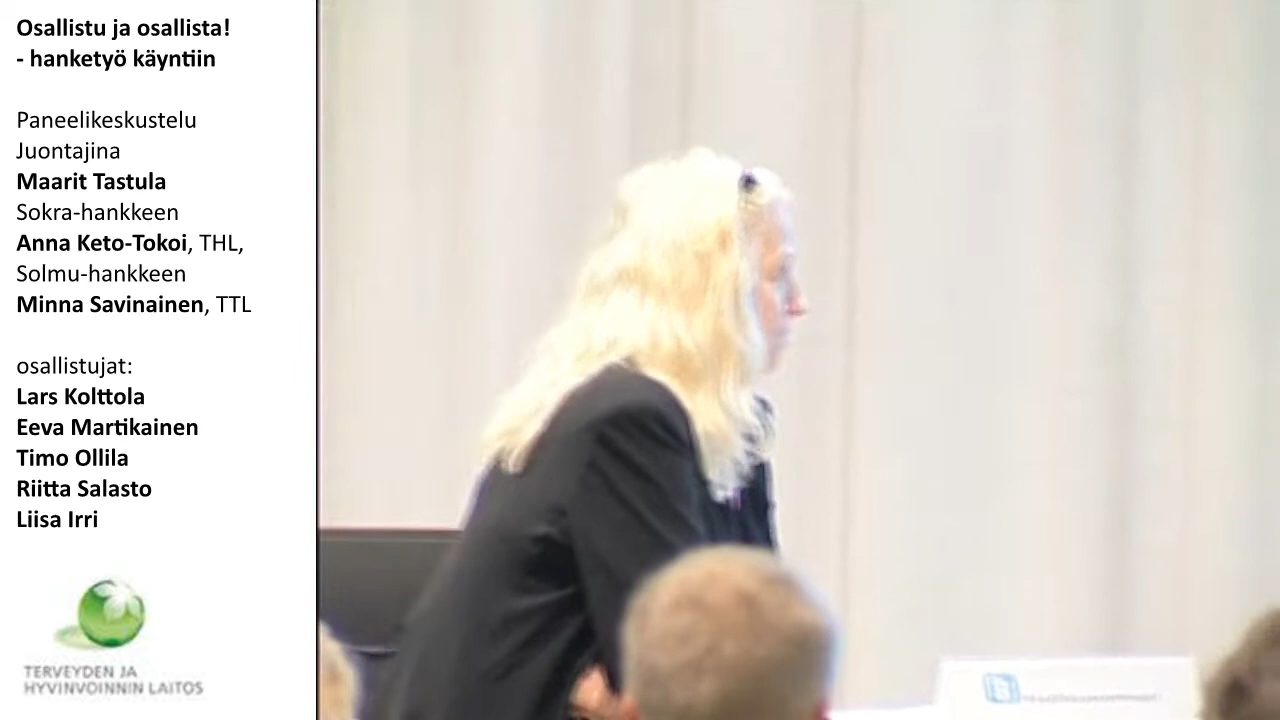 Osallistu ja osallista!
- hanketyö käyntiin
Paneelikeskustelu
Juontajina
Maarit Tastula
Sokra-hankkeen
Anna Keto-Tokoi, THL,
Solmu-hankkeen
Minna Savinainen, TTL
osallistujat:
Lars Kolttola
Eeva Martikainen
Timo Ollila
Riitta Salasto
Liisa Irri
TERVEYDEN JA
HYVINVOINNIN LAITOS